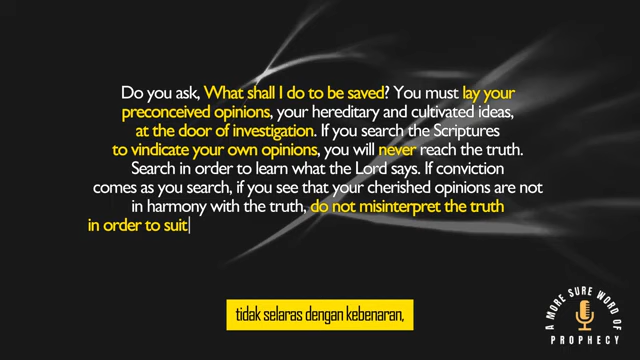 Do you ask, What shall I do to be saved? You must lay your
preconceived opinions, your hereditary and cultivated ideas,
at the door of investigation. If you search the Scriptures
to vindicate your own opinions, you will never reach the truth.
Search in order to learn what the Lord says. If conviction
comes as you search, if you see that your cherished opinions are not
in harmony with the truth, do not misinterpret the truth
in order to suit
tidak selaras dengan kebenaran,
A MORE SURE WORD OF
PROPHECY